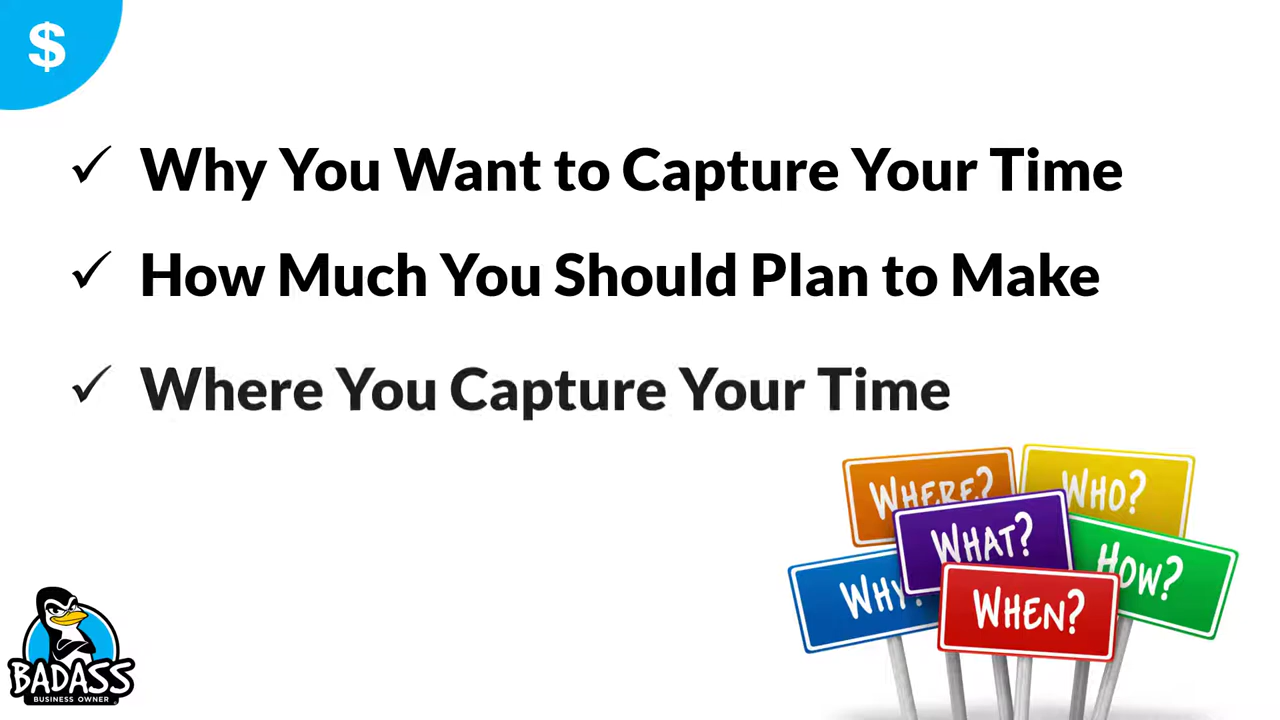 $
✓ Why You Want to Capture Your Time
✓ How Much You Should Plan to Make
✓ Where You Capture Your Time
WHERE?
WHO?
WHAT?
HOW?
WHY?
WHEN?
BADASS
BUSINESS OWNER